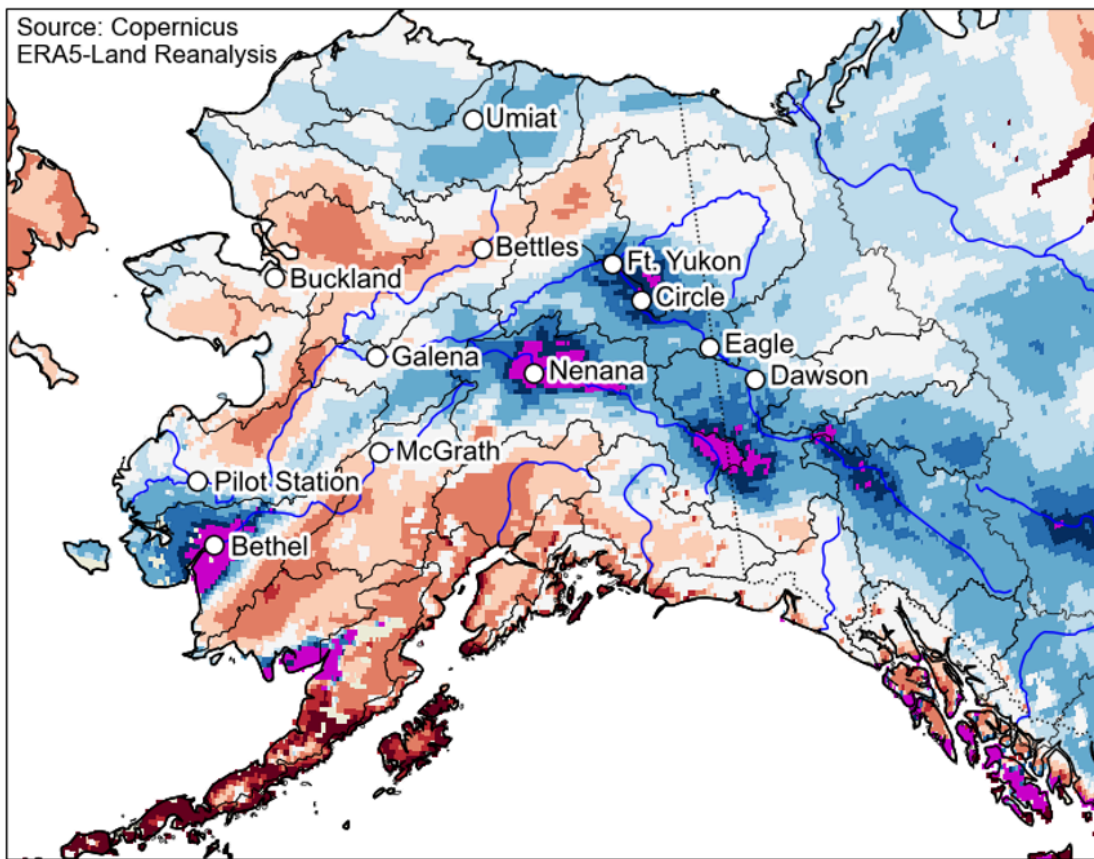 Source: Copernicus
ERA5-Land Reanalysis
Umiat
Bettles
Ft. Yukon
Buckland
Circle
Eagle
Galena
Nenana
Dawson
McGrath
Pilot Station
Bethel